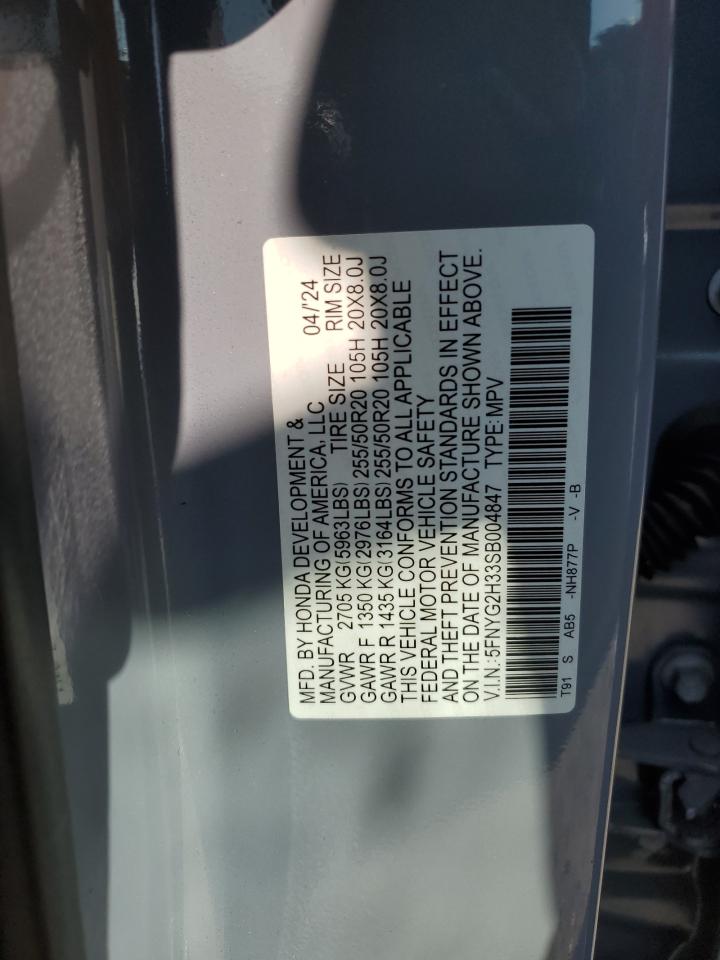 MFD. BY HONDA DEVELOPMENT &
MANUFACTURING OF AMERICA, LLC 04/'24
GVWR 2705 KG(5963LBS) TIRE SIZE RIM SIZE
GAWR F 1350 KG(2976LBS) 255/50R20 105H 20X8.0J
GAWR R 1435 KG(3164LBS) 255/50R20 105H 20X8.0J
THIS VEHICLE CONFORMS TO ALL APPLICABLE
FEDERAL MOTOR VEHICLE SAFETY
AND THEFT PREVENTION STANDARDS IN EFFECT
ON THE DATE OF MANUFACTURE SHOWN ABOVE.
V.I.N.:5FNYG2H33SB004847 TYPE:MPV
T91 S AB5 -NH877P -V -B